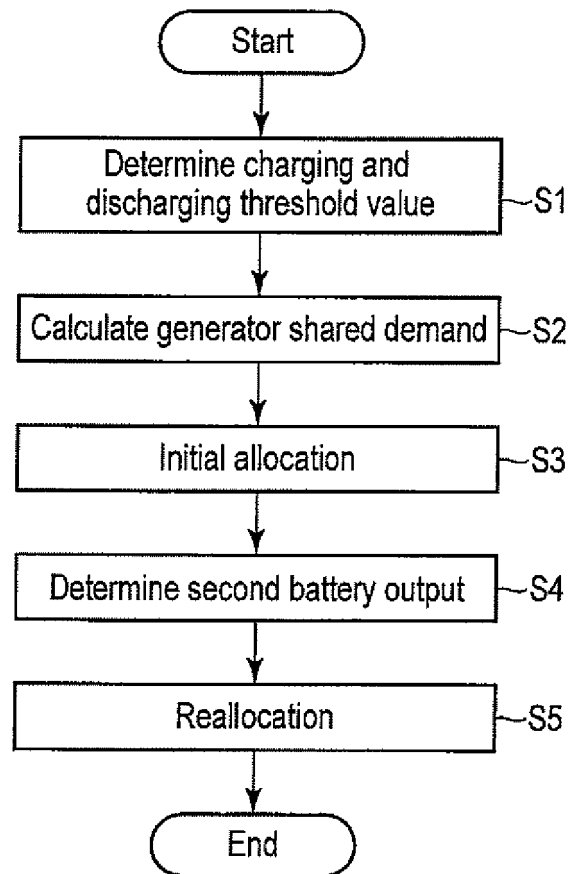 Start
Determine charging and
discharging threshold value
S1
Calculate generator shared demand
S2
Initial allocation
S3
Determine second battery output
S4
Reallocation
S5
End